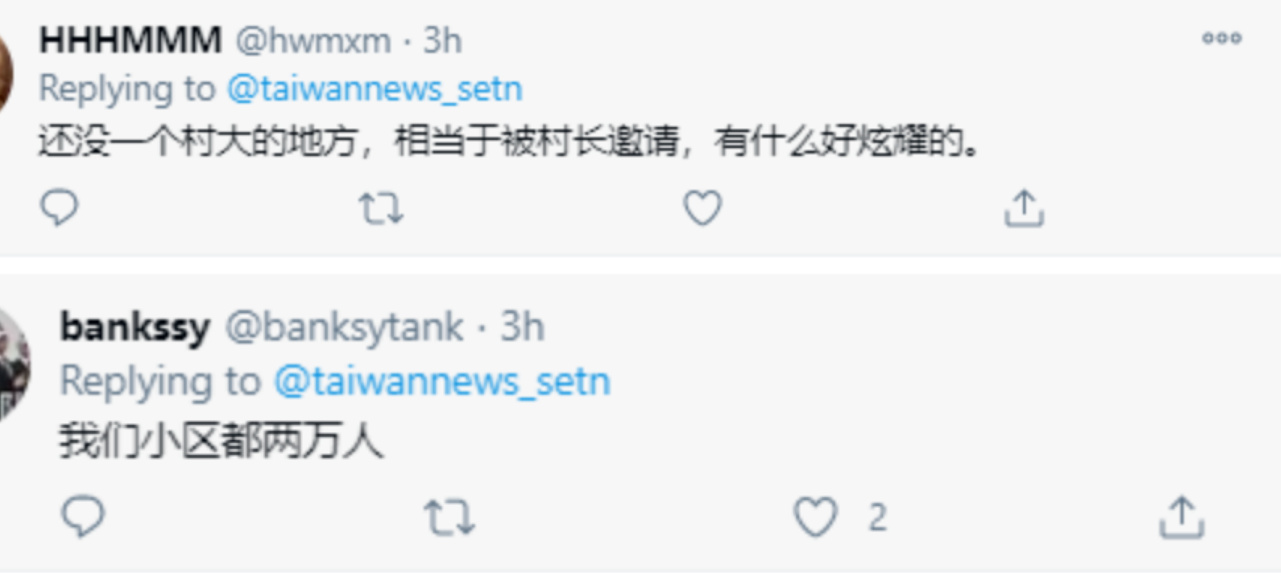 HHHMMM @hwmxm · 3h
Replying to @taiwannews_setn
还没一个村大的地方，相当于被村长邀请，有什么好炫耀的。
bankssy @banksytank · 3h
Replying to @taiwannews_setn
我们小区都两万人
2